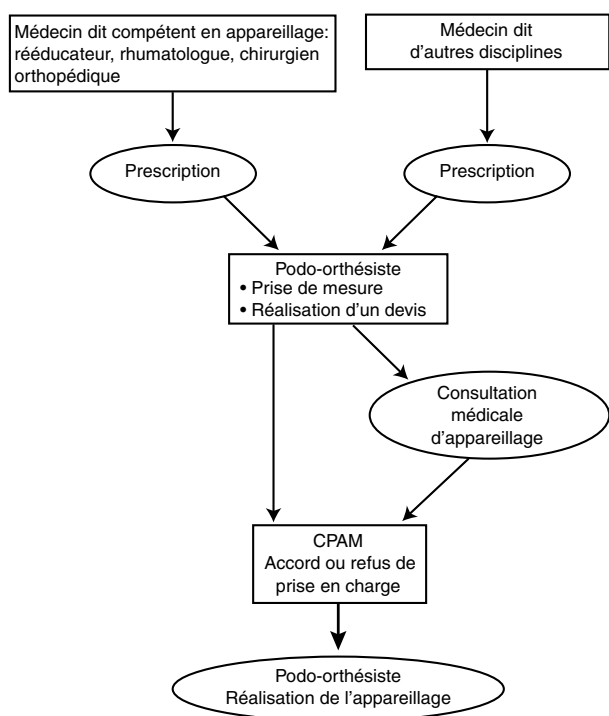 Médecin dit compétent en appareillage:
rééducateur, rhumatologue, chirurgien
orthopédique
Médecin dit
d'autres disciplines
Prescription
Prescription
Podo-orthésiste
• Prise de mesure
• Réalisation d'un devis
Consultation
médicale
d'appareillage
CPAM
Accord ou refus de
prise en charge
Podo-orthésiste
Réalisation de l'appareillage